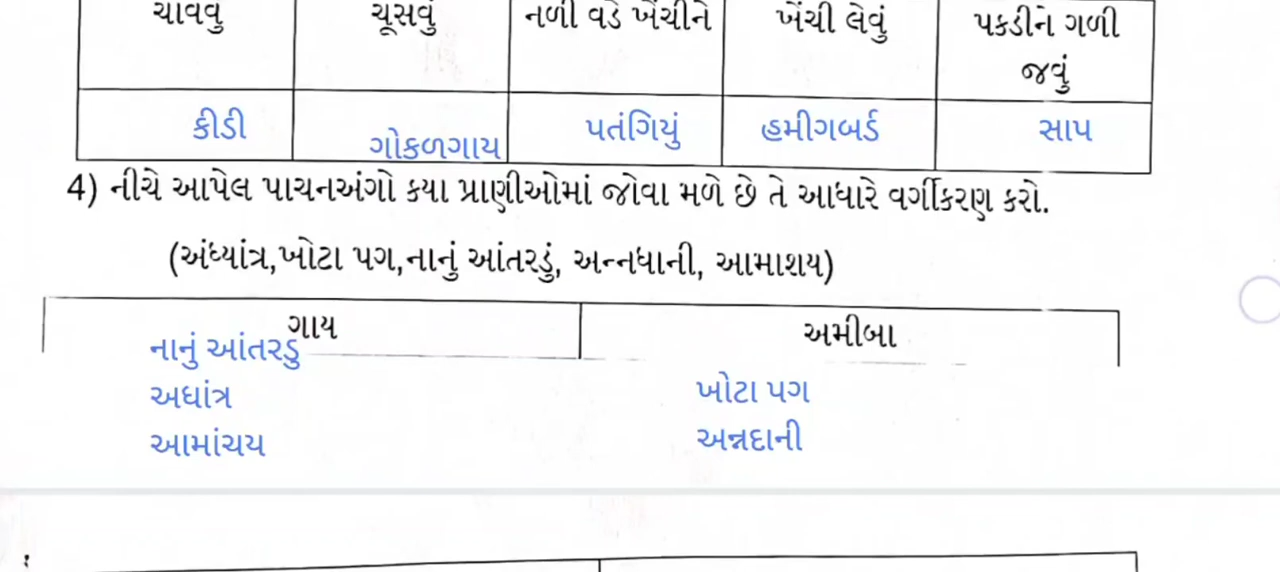 ચાવવુ ચૂસવું નળી વડે ખેંચીને ખેંચી લેવું પકડીને ગળી
જવું
કીડી ગોકળગાય પતંગિયું હમીગબર્ડ સાપ
4) નીચે આપેલ પાચનઅંગો કયા પ્રાણીઓમાં જોવા મળે છે તે આધારે વર્ગીકરણ કરો.
(અંધ્યાંત્ર,ખોટા પગ,નાનું આંતરડું, અન્નધાની, આમાશય)
ગાય અમીબા
નાનું આંતરડુ
અધાંત્ર ખોટા પગ
આમાંચય અન્નદાની